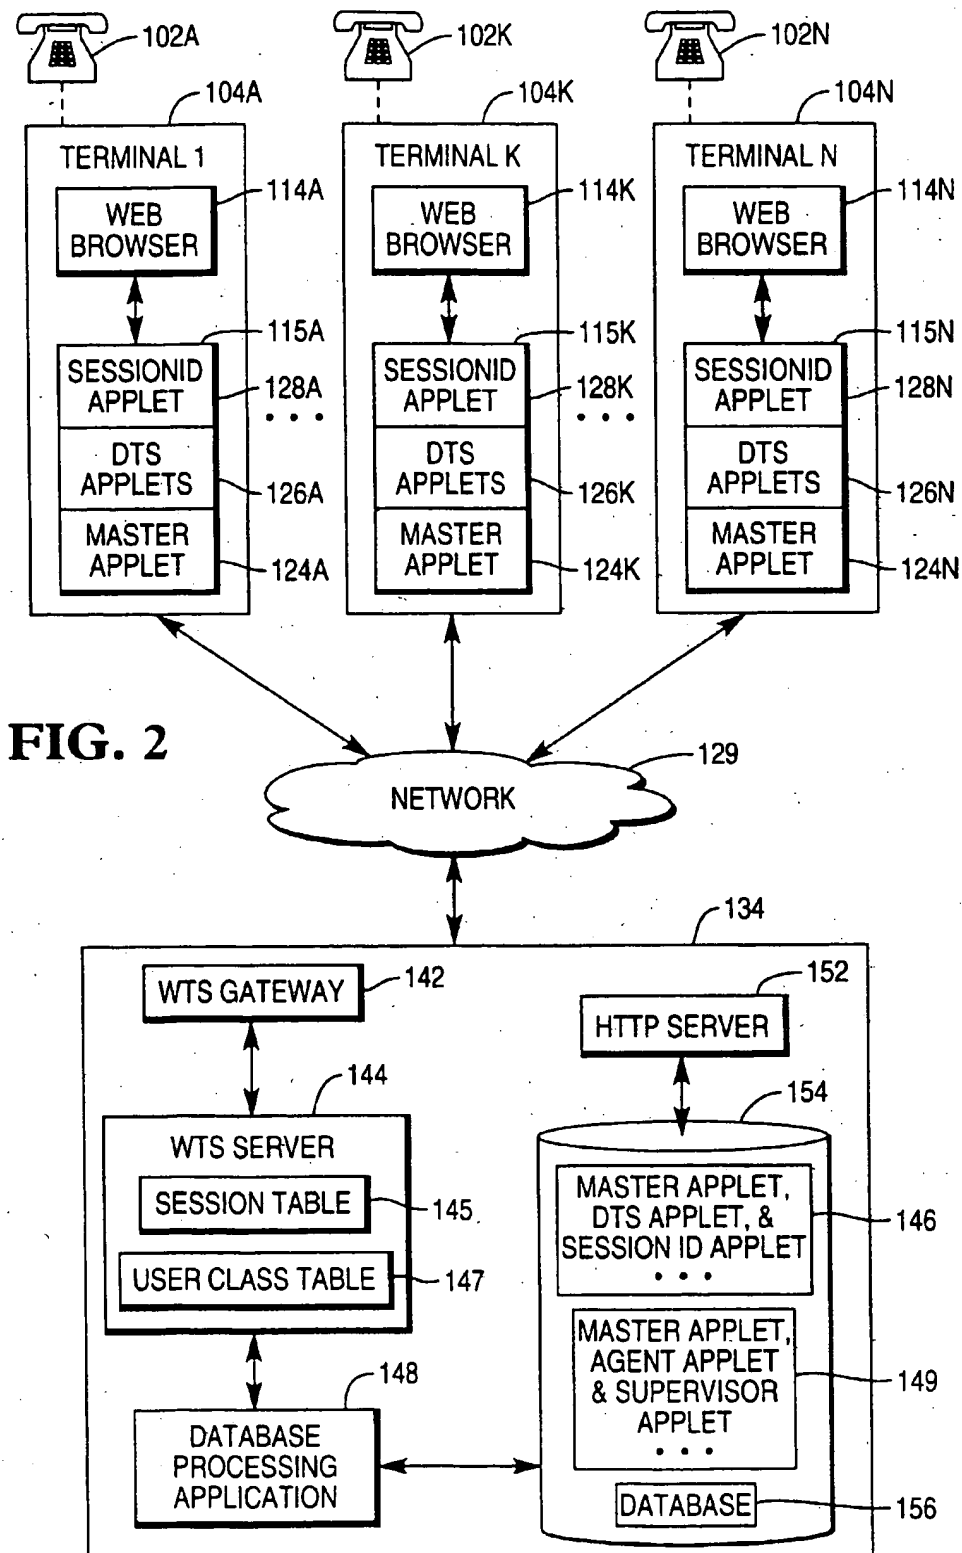 102A
102K
102N
104A
104K
104N
TERMINAL 1
TERMINAL K
TERMINAL N
WEB
BROWSER
114A
WEB
BROWSER
114K
WEB
BROWSER
114N
115A
115K
115N
SESSIONID
APPLET
128A
• • •
SESSIONID
APPLET
128K
• • •
SESSIONID
APPLET
128N
DTS
APPLETS
126A
DTS
APPLETS
126K
DTS
APPLETS
126N
MASTER
APPLET
124A
MASTER
APPLET
124K
MASTER
APPLET
124N
FIG. 2
129
NETWORK
134
WTS GATEWAY
142
152
HTTP SERVER
144
154
WTS SERVER
SESSION TABLE
145
USER CLASS TABLE
147
MASTER APPLET,
DTS APPLET, &
SESSION ID APPLET
• • •
146
MASTER APPLET,
AGENT APPLET
& SUPERVISOR
APPLET
• • •
149
148
DATABASE
PROCESSING
APPLICATION
DATABASE
156